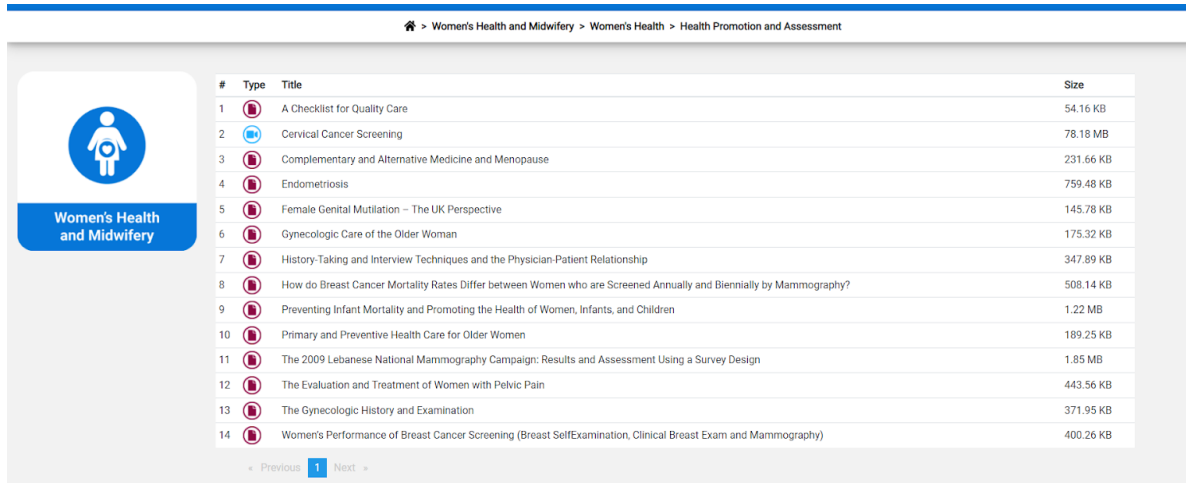 > Women's Health and Midwifery > Women's Health > Health Promotion and Assessment
Women's Health
and Midwifery
# Type Title Size
1 A Checklist for Quality Care 54.16 KB
2 Cervical Cancer Screening 78.18 MB
3 Complementary and Alternative Medicine and Menopause 231.66 KB
4 Endometriosis 759.48 KB
5 Female Genital Mutilation – The UK Perspective 145.78 KB
6 Gynecologic Care of the Older Woman 175.32 KB
7 History-Taking and Interview Techniques and the Physician-Patient Relationship 347.89 KB
8 How do Breast Cancer Mortality Rates Differ between Women who are Screened Annually and Biennially by Mammography? 508.14 KB
9 Preventing Infant Mortality and Promoting the Health of Women, Infants, and Children 1.22 MB
10 Primary and Preventive Health Care for Older Women 189.25 KB
11 The 2009 Lebanese National Mammography Campaign: Results and Assessment Using a Survey Design 1.85 MB
12 The Evaluation and Treatment of Women with Pelvic Pain 443.56 KB
13 The Gynecologic History and Examination 371.95 KB
14 Women's Performance of Breast Cancer Screening (Breast SelfExamination, Clinical Breast Exam and Mammography) 400.26 KB
« Previous 1 Next »